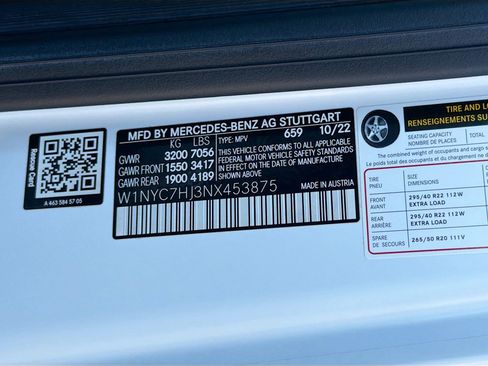 MFD BY MERCEDES-BENZ AG STUTTGART
KG LBS TYPE: MPV 659 10/22
GVWR 3200 7056
GAWR FRONT 1550 3417
GAWR REAR 1900 4189
THIS VEHICLE CONFORMS TO ALL APPLICABLE
FEDERAL MOTOR VEHICLE SAFETY STANDARDS
IN EFFECT ON THE DATE OF MANUFACTURE
SHOWN ABOVE
W1NYC7HJ3NX453875
MADE IN AUSTRIA
Rescue Card
A 463 584 57 05
TIRE AND LO
RENSEIGNEMENTS SU
SEATING CAPACITY
NOMBRE DE PLACES
TOTAL
The combined weight of occupants and cargo s
Le poids total des occupants et du chargement
TIRE
PNEU
SIZE
DIMENSIONS
FRONT
AVANT
295/40 R22 112W
EXTRA LOAD
REAR
ARRIÈRE
295/40 R22 112W
EXTRA LOAD
SPARE
DE SECOURS
265/50 R20 111V